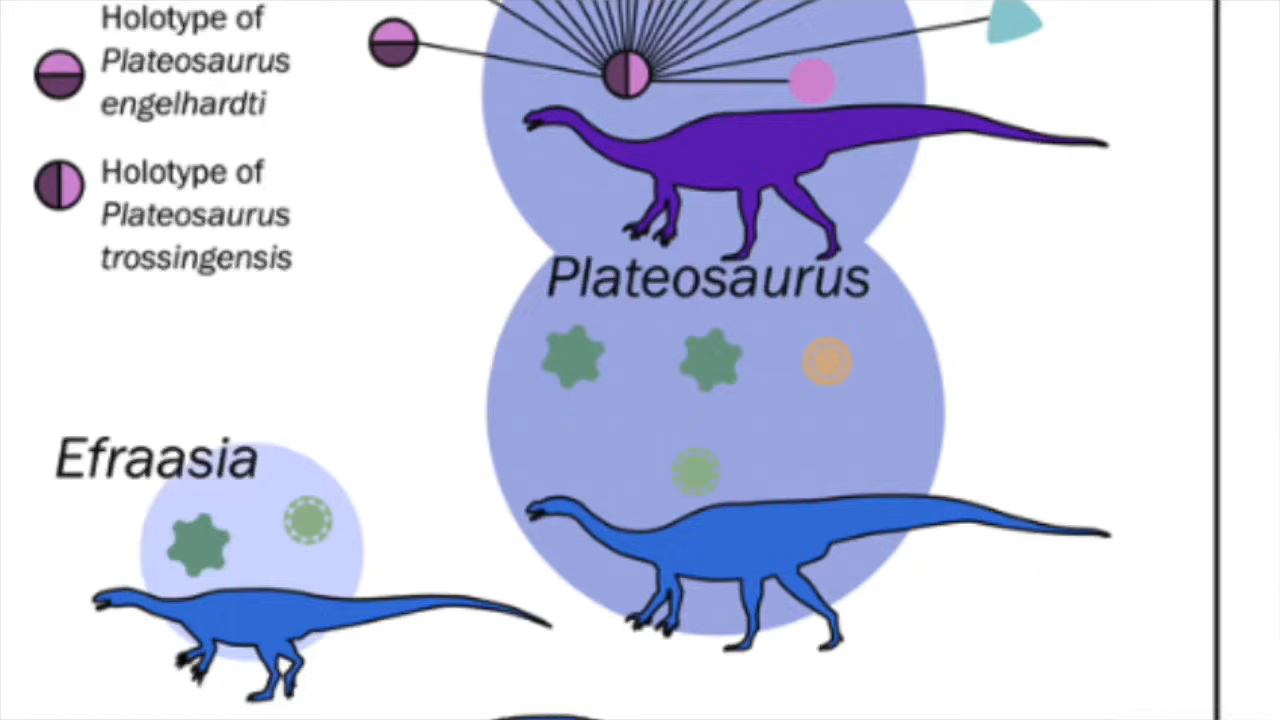 Holotype of
Plateosaurus
engelhardti
Holotype of
Plateosaurus
trossingensis
Plateosaurus
Efraasia